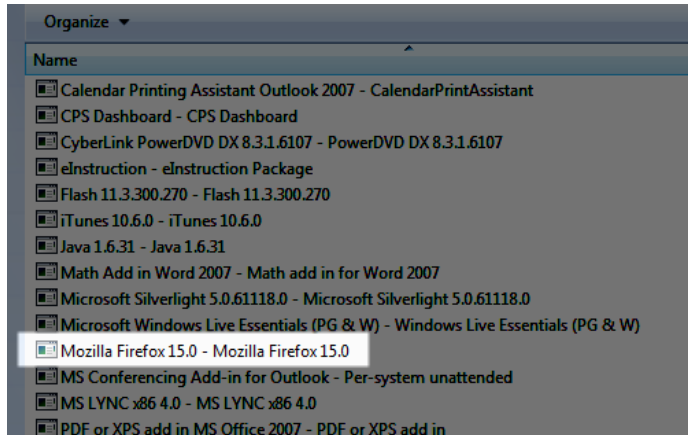 Organize
Name
Calendar Printing Assistant Outlook 2007 - CalendarPrintAssistant
CPS Dashboard - CPS Dashboard
CyberLink PowerDVD DX 8.3.1.6107 - PowerDVD DX 8.3.1.6107
eInstruction - eInstruction Package
Flash 11.3.300.270 - Flash 11.3.300.270
iTunes 10.6.0 - iTunes 10.6.0
Java 1.6.31 - Java 1.6.31
Math Add in Word 2007 - Math add in for Word 2007
Microsoft Silverlight 5.0.61118.0 - Microsoft Silverlight 5.0.61118.0
Microsoft Windows Live Essentials (PG & W) - Windows Live Essentials (PG & W)
Mozilla Firefox 15.0 - Mozilla Firefox 15.0
MS Conferencing Add-in for Outlook - Per-system unattended
MS LYNC x86 4.0 - MS LYNC x86 4.0
PDF or XPS add in MS Office 2007 - PDF or XPS add in